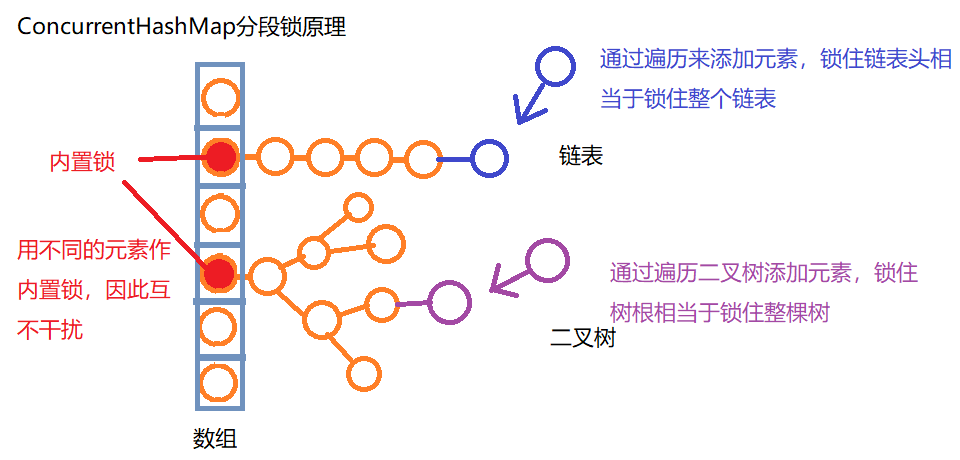 ConcurrentHashMap分段锁原理
通过遍历来添加元素，锁住链表头相
当于锁住整个链表
链表
内置锁
用不同的元素作
内置锁，因此互
不干扰
通过遍历二叉树添加元素，锁住
树根相当于锁住整棵树
二叉树
数组